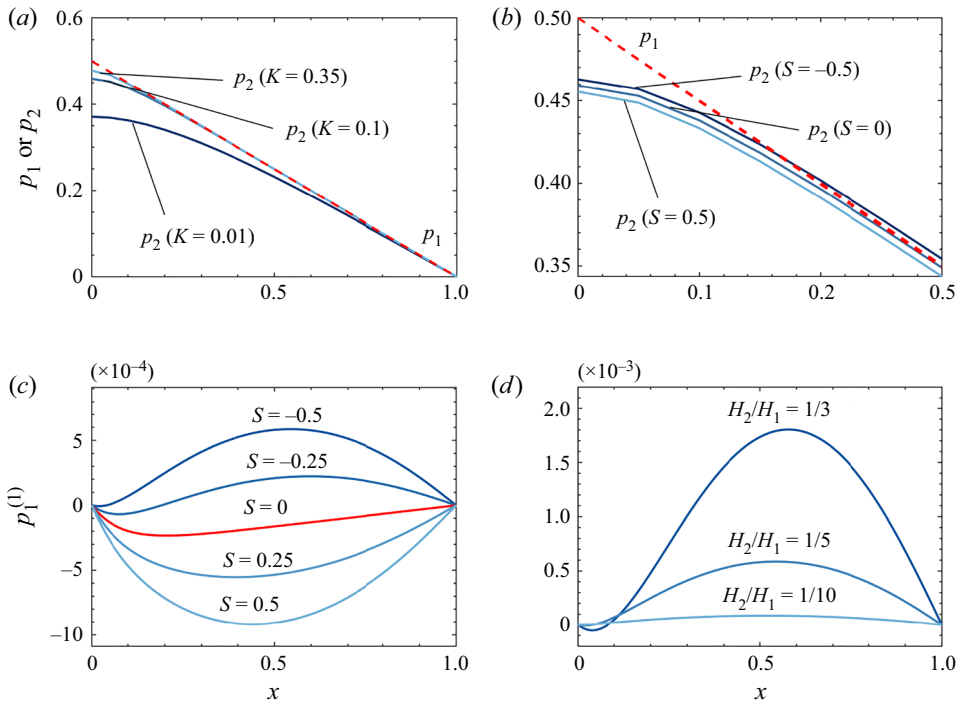 (a)
0.6
0.4
0.2
0
p1 or p2
p2 (K = 0.35)
p2 (K = 0.1)
p2 (K = 0.01)
p1
0
0.5
1.0
(b)
0.50
0.45
0.40
0.35
p1
p2 (S = –0.5)
p2 (S = 0)
p2 (S = 0.5)
0
0.1
0.2
0.5
(c)
(×10–4)
5
0
–5
–10
p1(1)
S = –0.5
S = –0.25
S = 0
S = 0.25
S = 0.5
0
0.5
1.0
x
(d)
(×10–3)
2.0
1.5
1.0
0.5
0
H2/H1 = 1/3
H2/H1 = 1/5
H2/H1 = 1/10
0
0.5
1.0
x